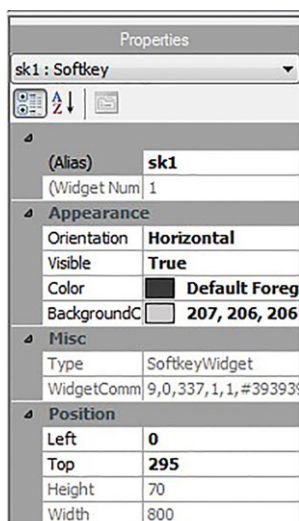 Properties
sk1 : Softkey
(Alias) sk1
(Widget Num 1
Appearance
Orientation Horizontal
Visible True
Color Default Foreg
BackgroundC 207, 206, 206
Misc
Type SoftkeyWidget
WidgetComm 9,0,337,1,1,#393939
Position
Left 0
Top 295
Height 70
Width 800